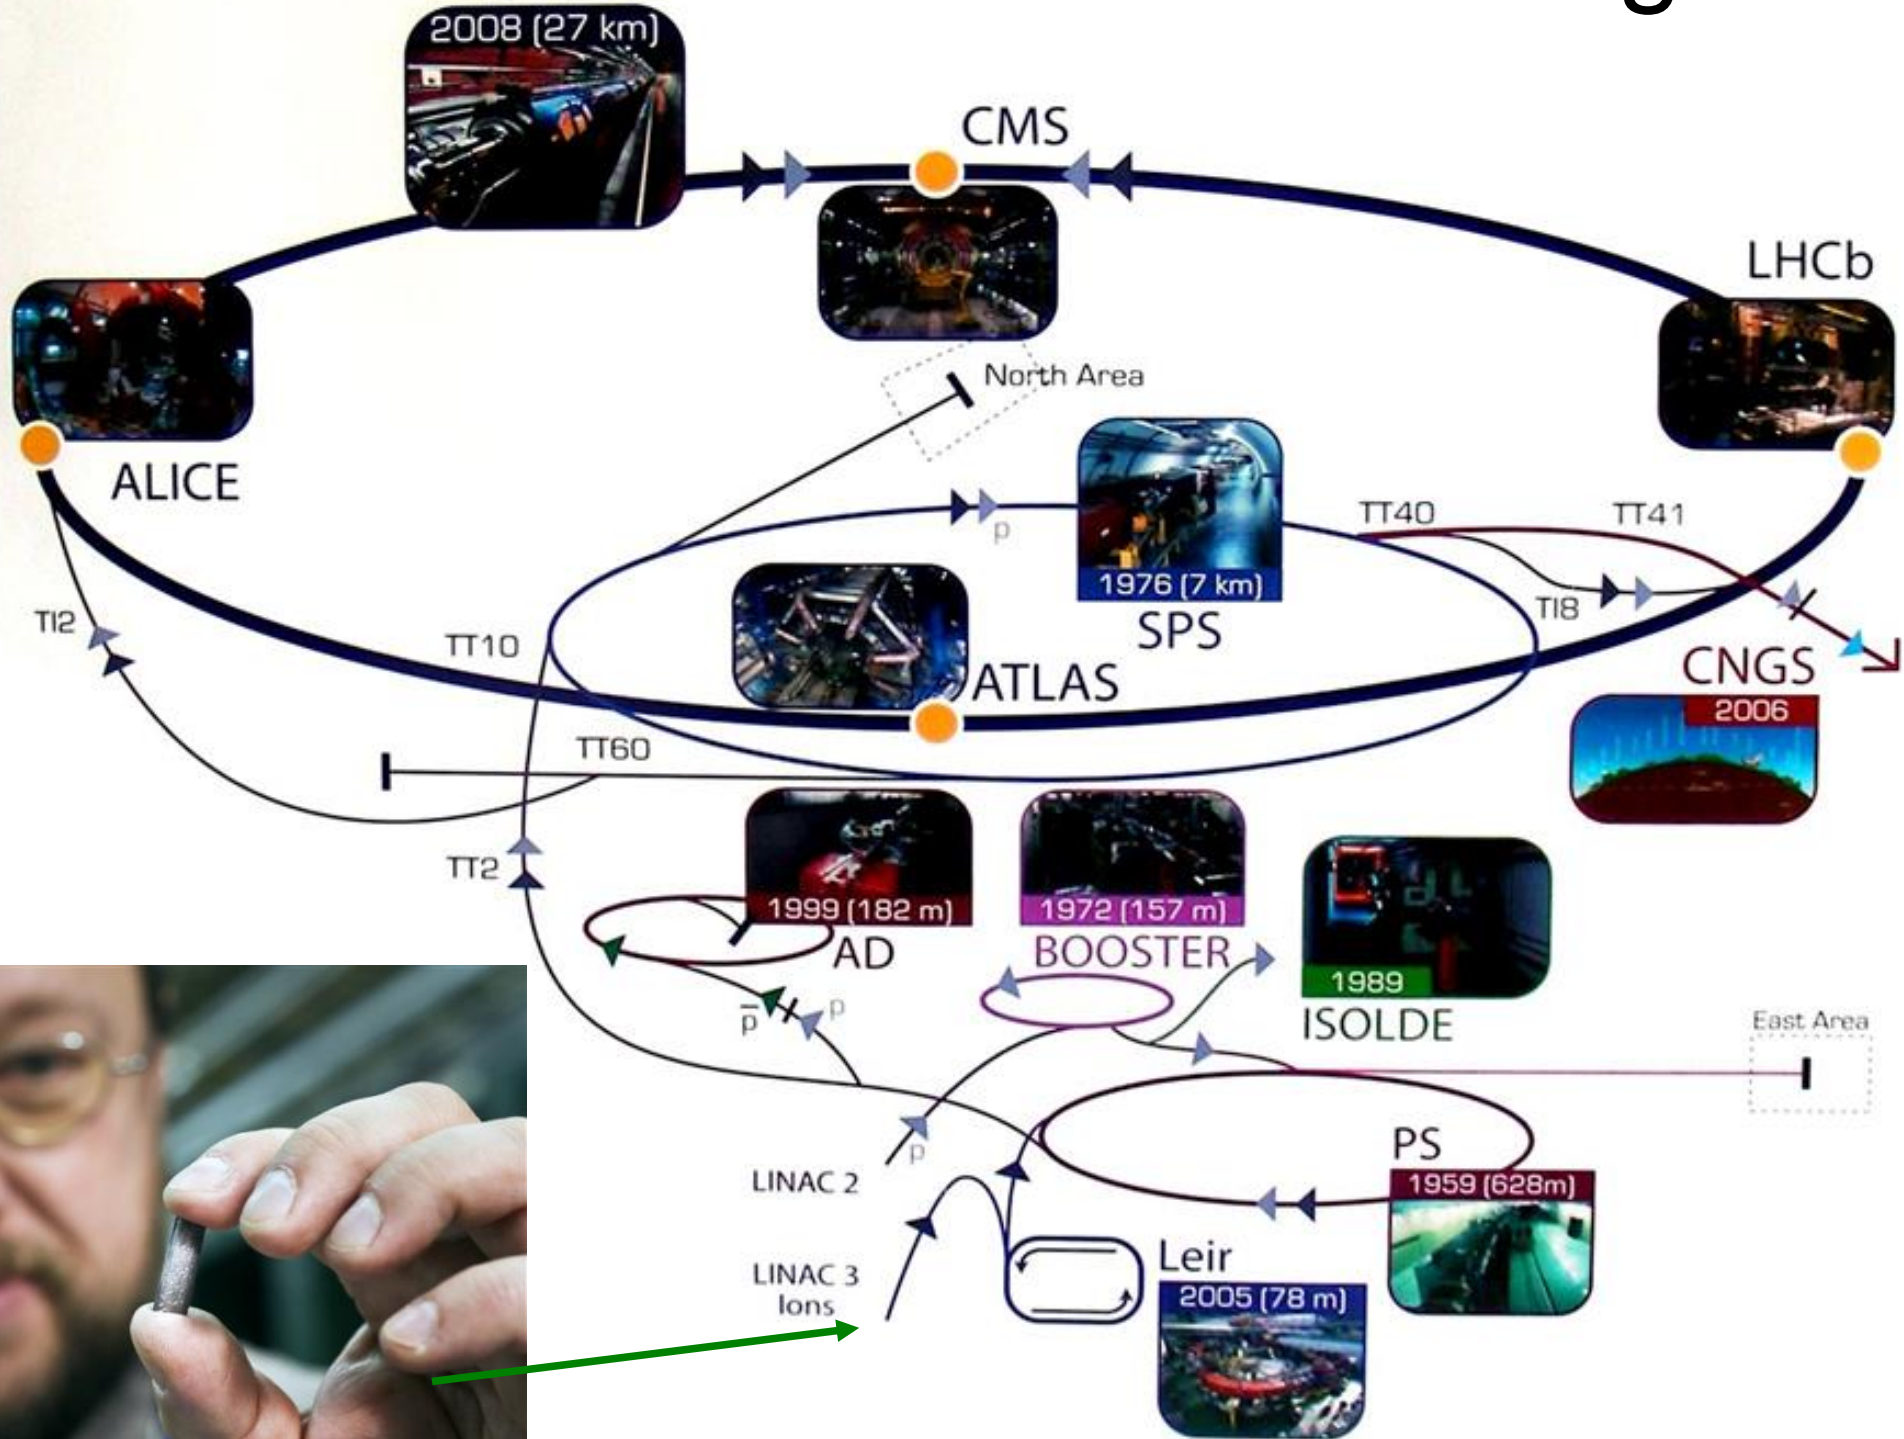 g
2008 (27 km)
CMS
LHCb
North Area
ALICE
p
TT40
TT41
1976 (7 km)
SPS
TI8
TI2
TT10
ATLAS
CNGS
2006
TT60
TT2
1999 (182 m)
AD
1972 (157 m)
BOOSTER
1989
ISOLDE
p̅
p
East Area
p
LINAC 2
PS
1959 (628m)
LINAC 3
Ions
Leir
2005 (78 m)